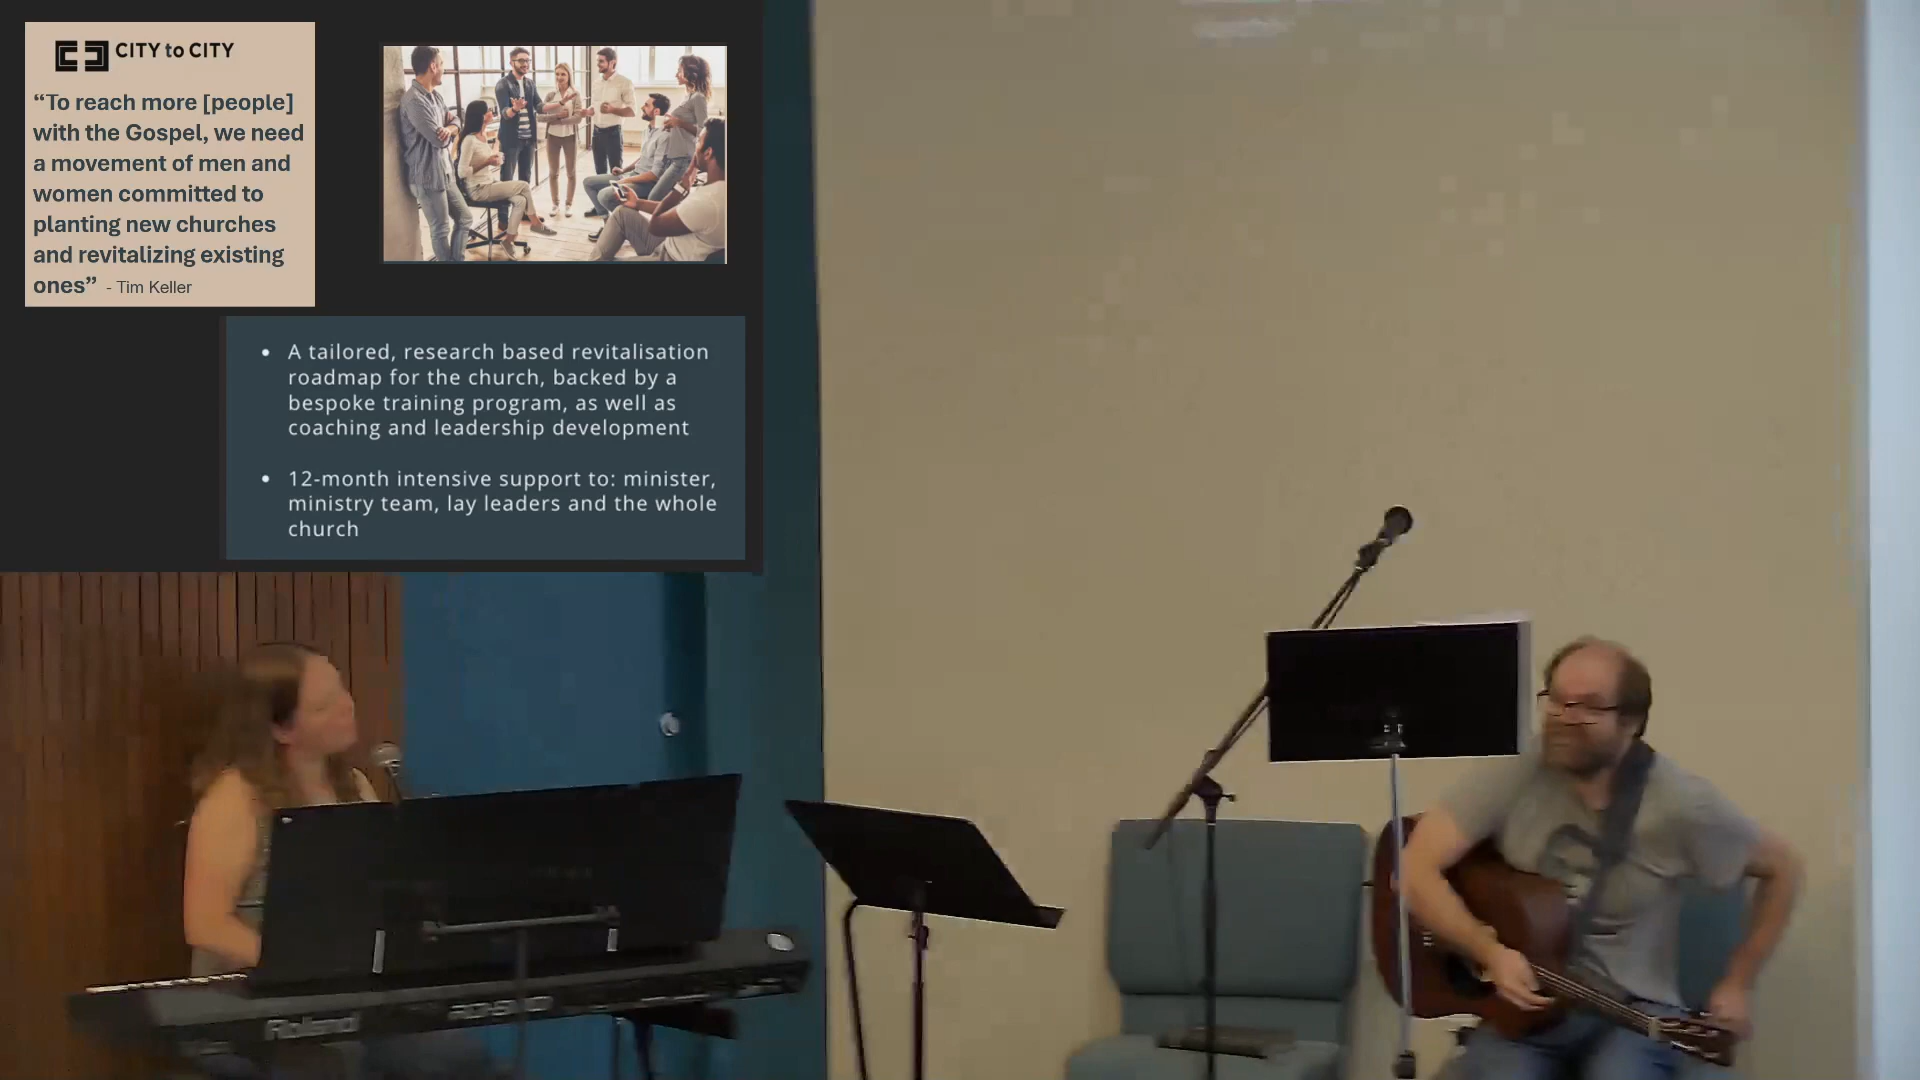 CITY to CITY
“To reach more [people]
with the Gospel, we need
a movement of men and
women committed to
planting new churches
and revitalizing existing
ones” - Tim Keller
• A tailored, research based revitalisation
roadmap for the church, backed by a
bespoke training program, as well as
coaching and leadership development
• 12-month intensive support to: minister,
ministry team, lay leaders and the whole
church
Roland